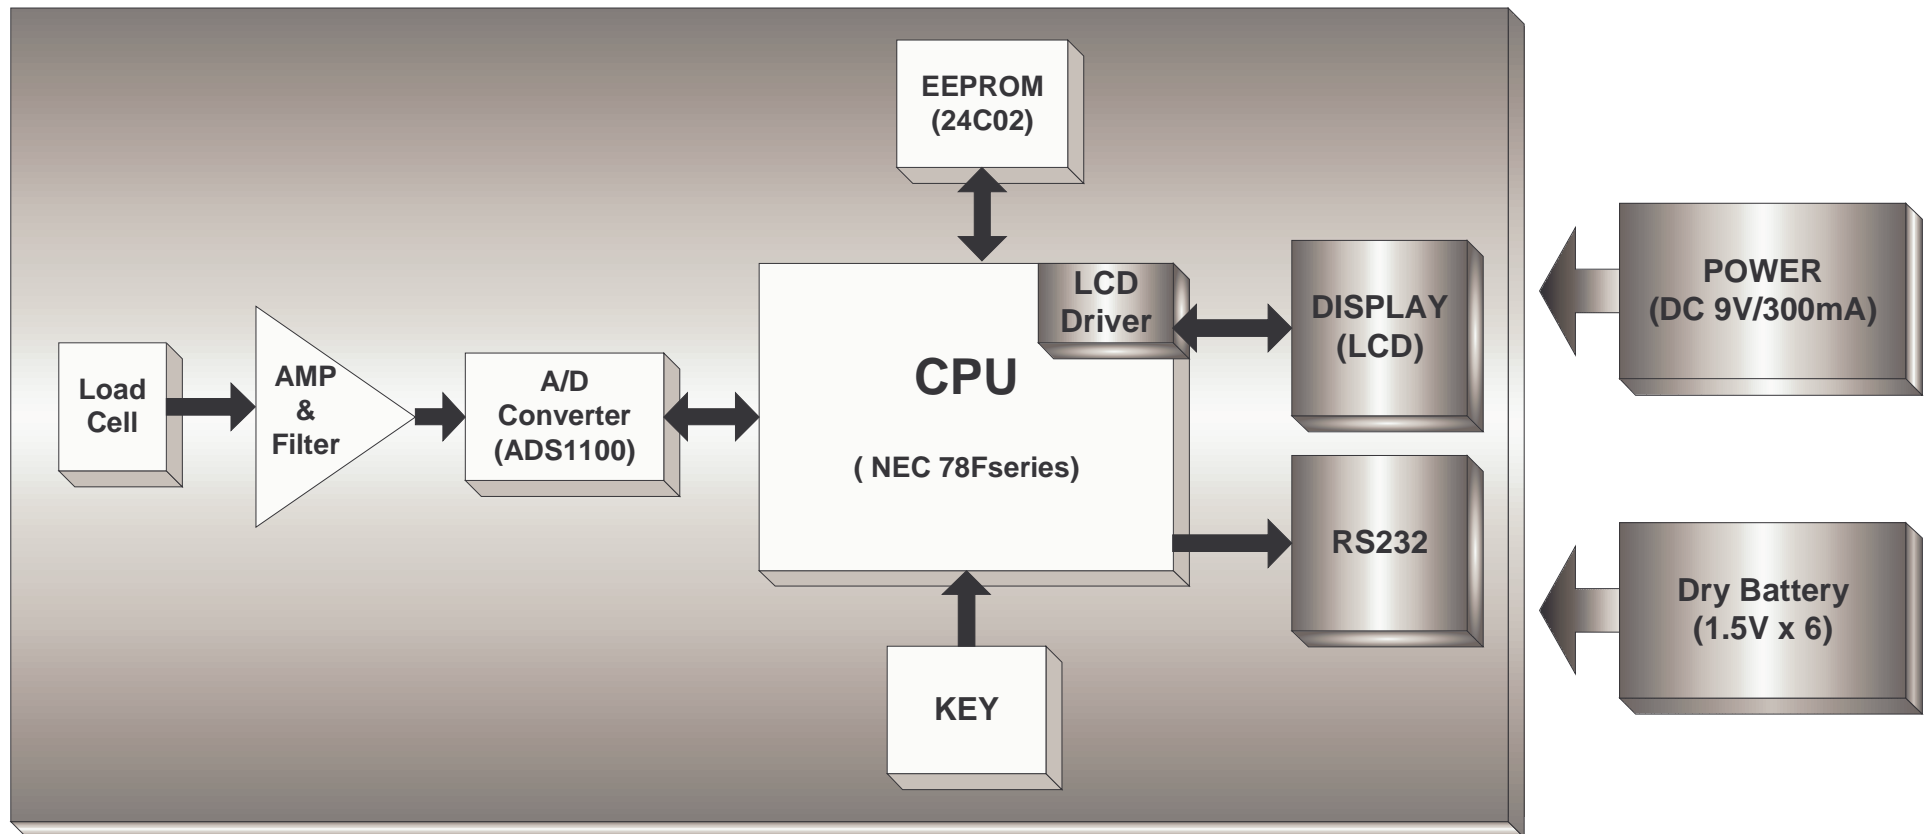 EEPROM
(24C02)
LCD
Driver
DISPLAY
(LCD)
POWER
(DC 9V/300mA)
Load
Cell
AMP
&
Filter
A/D
Converter
(ADS1100)
CPU
( NEC 78Fseries)
RS232
Dry Battery
(1.5V x 6)
KEY